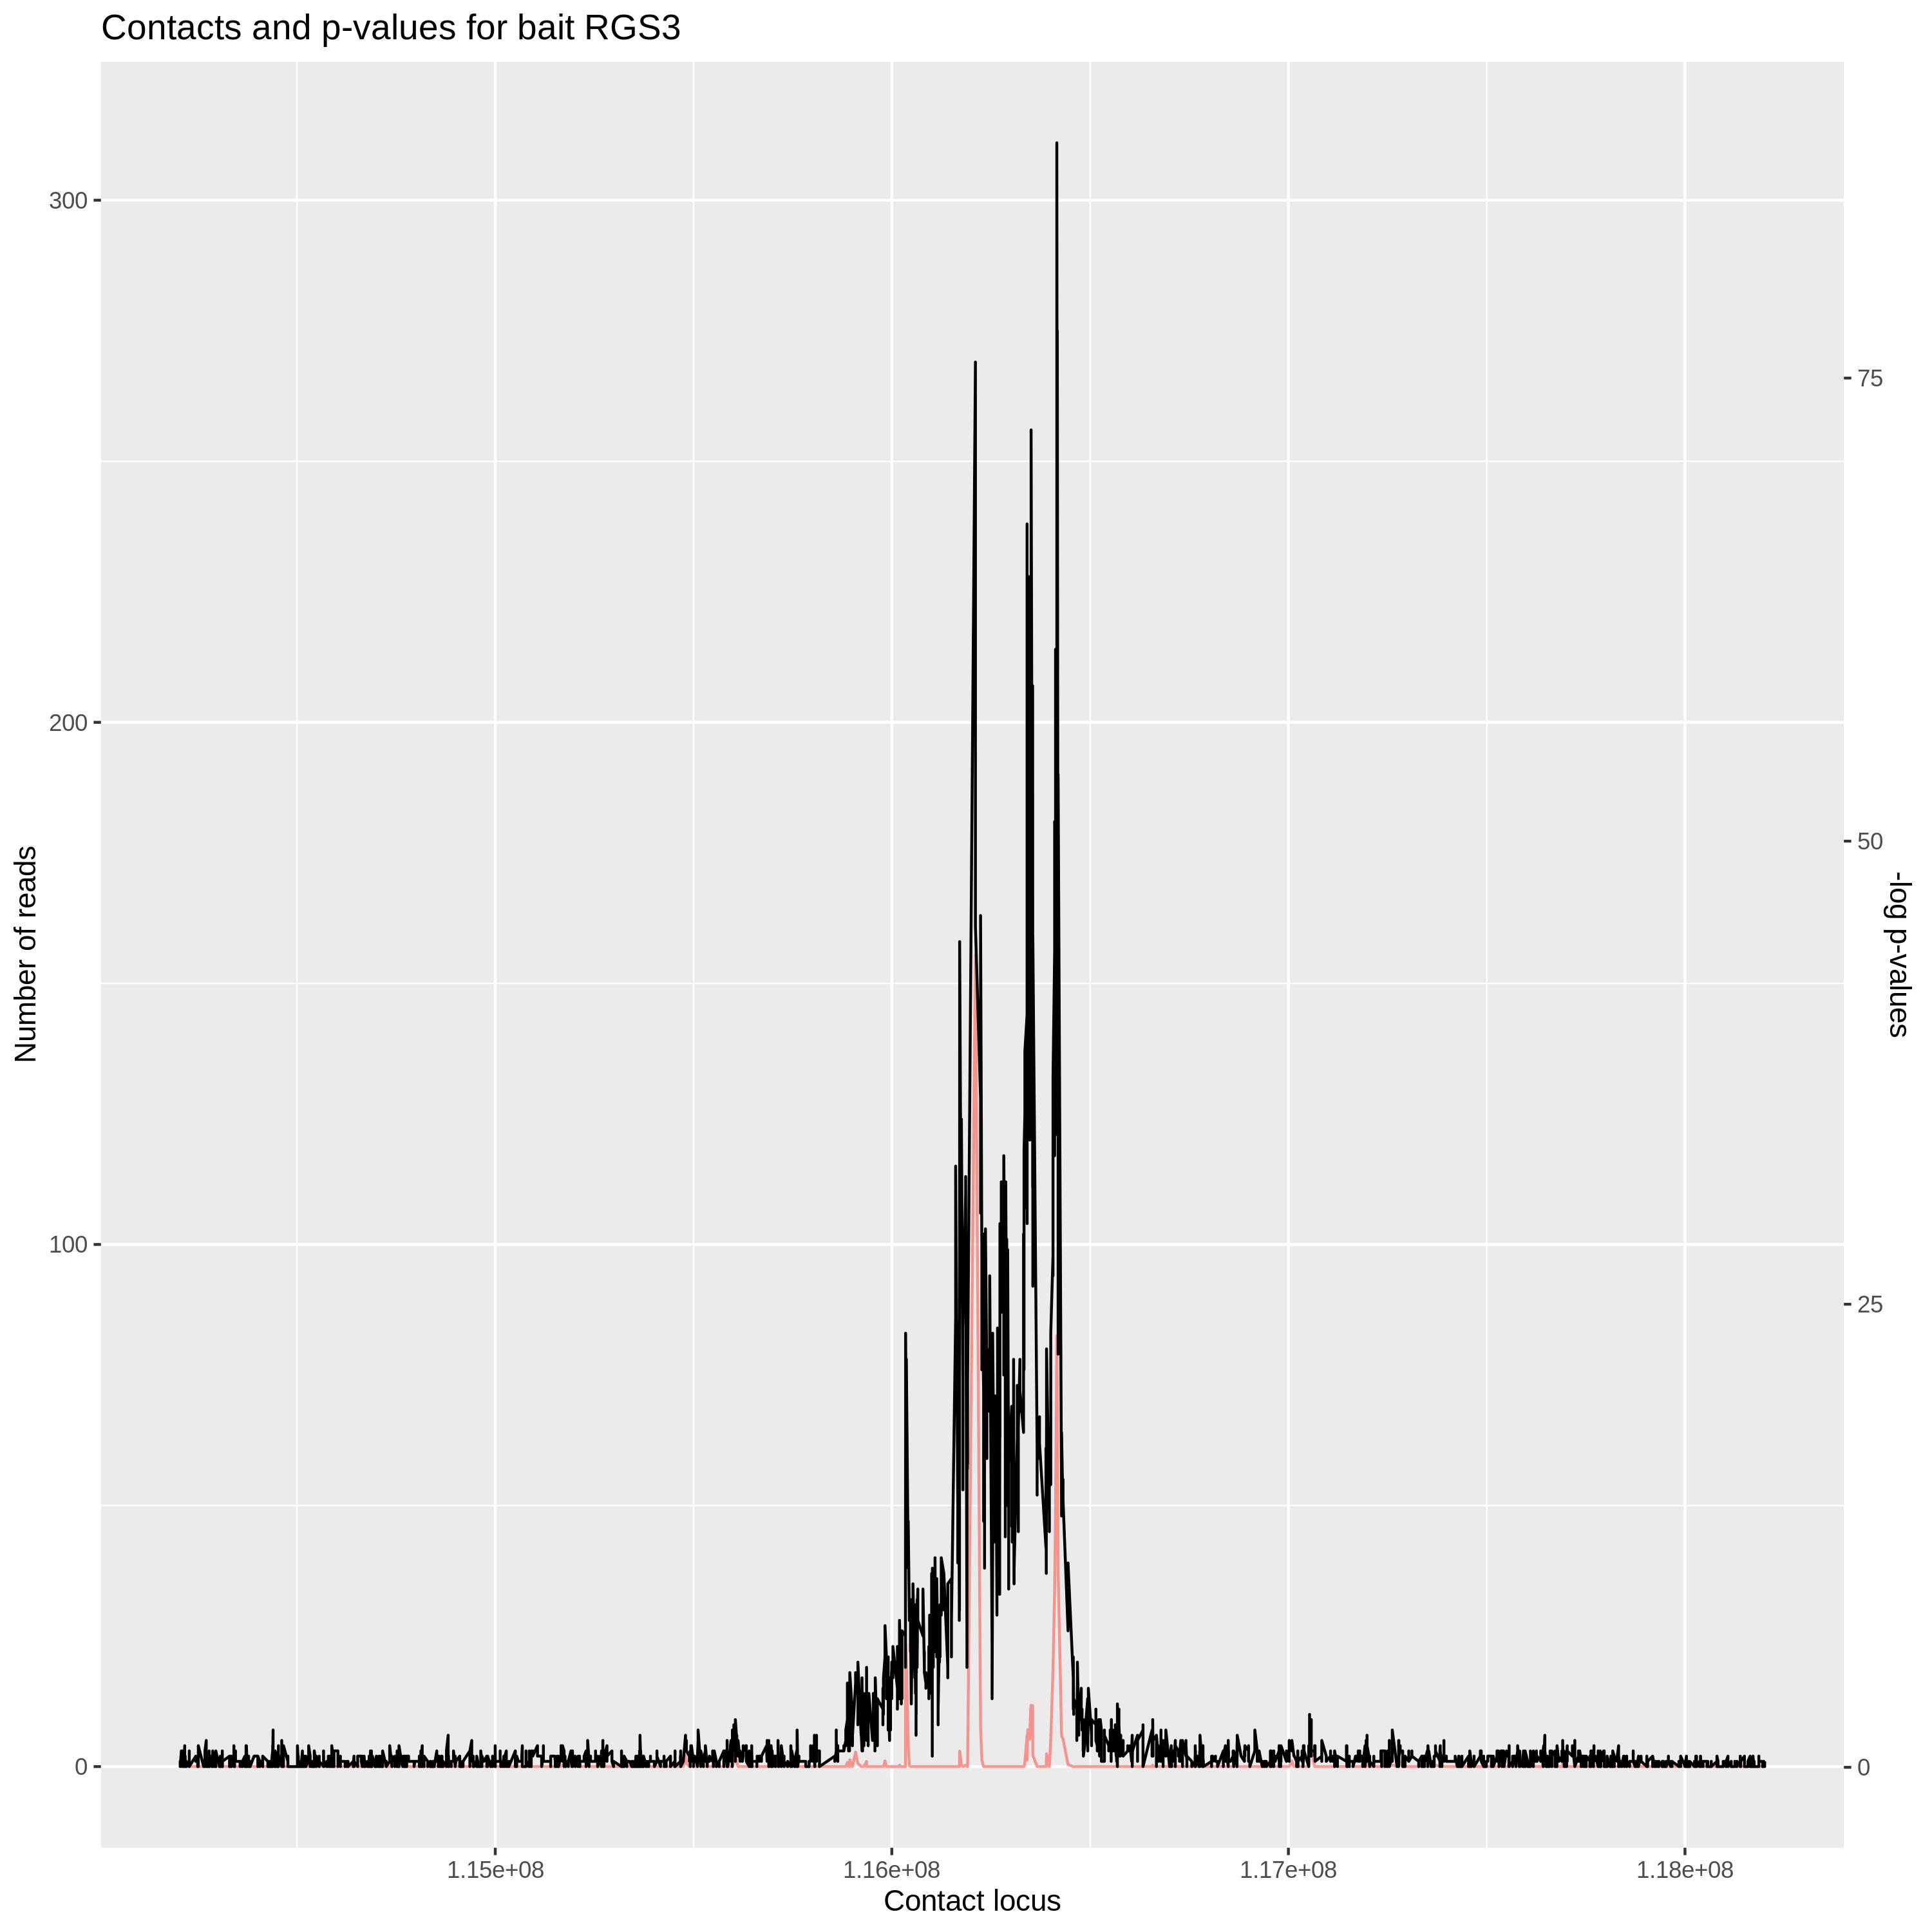 Contacts and p-values for bait RGS3
300
200
100
0
Number of reads
75
50
25
0
-log p-values
1.15e+08
1.16e+08
1.17e+08
1.18e+08
Contact locus